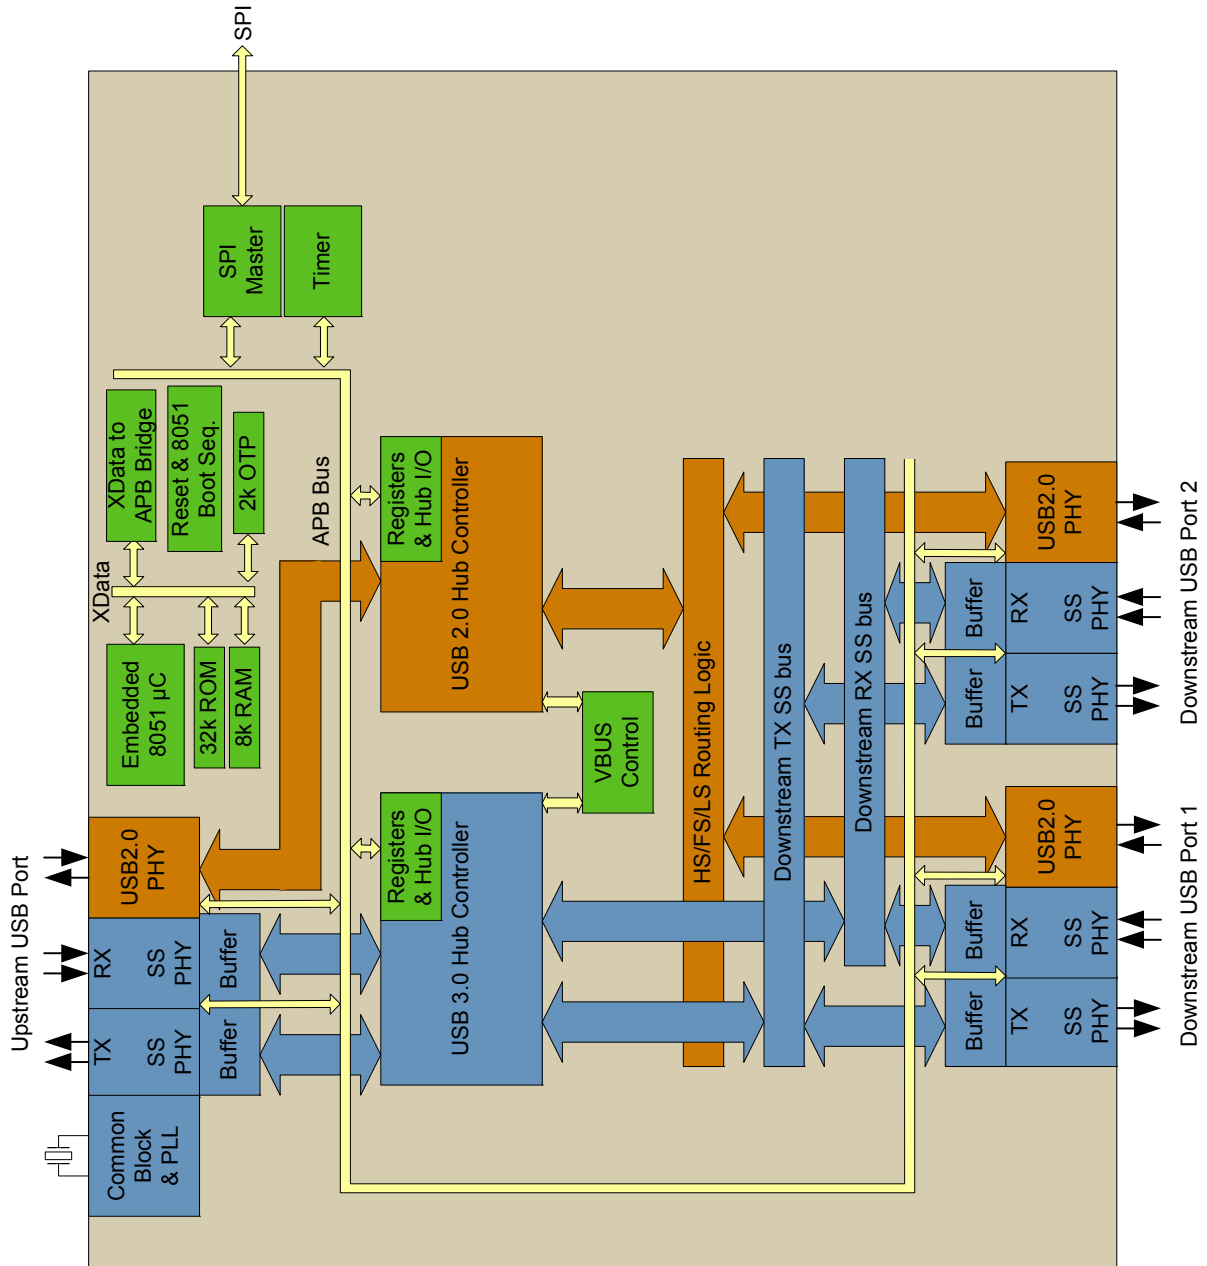 SPI
SPI
Master
Timer
XData to
APB Bridge
Reset & 8051
Boot Seq.
2k OTP
XData
Embedded
8051 µC
32k ROM
8k RAM
APB Bus
Upstream USB Port
USB2.0
PHY
RX
SS
PHY
Buffer
TX
SS
PHY
Buffer
Common
Block
& PLL
Registers
& Hub I/O
USB 2.0 Hub Controller
Registers
& Hub I/O
USB 3.0 Hub Controller
VBUS
Control
HS/FS/LS Routing Logic
Downstream TX SS bus
Downstream RX SS bus
USB2.0
PHY
Buffer
RX
SS
PHY
Buffer
TX
SS
PHY
Downstream USB Port 2
USB2.0
PHY
Buffer
RX
SS
PHY
Buffer
TX
SS
PHY
Downstream USB Port 1